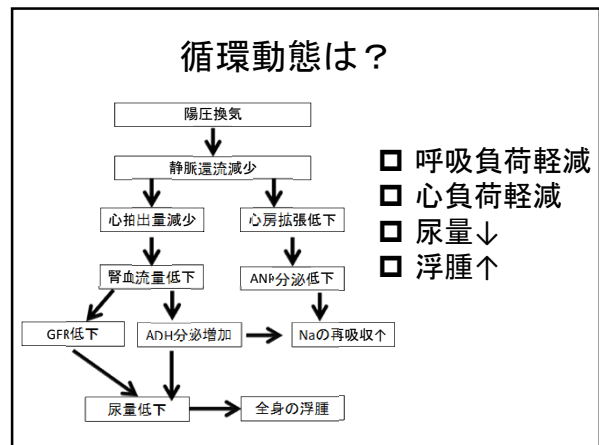 循環動態は？
陽圧換気
静脈還流減少
心拍出量減少
心房拡張低下
腎血流量低下
ANP分泌低下
GFR低下
ADH分泌増加
Naの再吸収↑
尿量低下
全身の浮腫
呼吸負荷軽減
心負荷軽減
尿量↓
浮腫↑